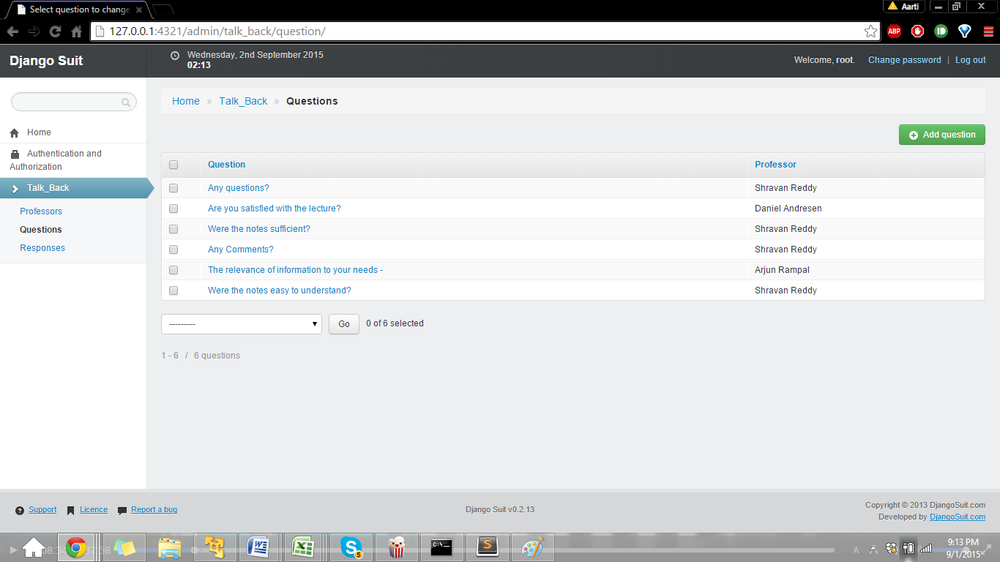 Select question to change
Aarti
127.0.0.1:4321/admin/talk_back/question/
ABP
Django Suit
Wednesday, 2nd September 2015
02:13
Welcome, root. Change password | Log out
Home » Talk_Back » Questions
Home
Authentication and
Authorization
Talk_Back
Professors
Questions
Responses
Add question
Question Professor
Any questions? Shravan Reddy
Are you satisfied with the lecture? Daniel Andresen
Were the notes sufficient? Shravan Reddy
Any Comments? Shravan Reddy
The relevance of information to your needs - Arjun Rampal
Were the notes easy to understand? Shravan Reddy
--------- Go 0 of 6 selected
1 - 6 / 6 questions
Support Licence Report a bug
Django Suit v0.2.13
Copyright © 2013 DjangoSuit.com
Developed by DjangoSuit.com
5
A
9:13 PM
9/1/2015